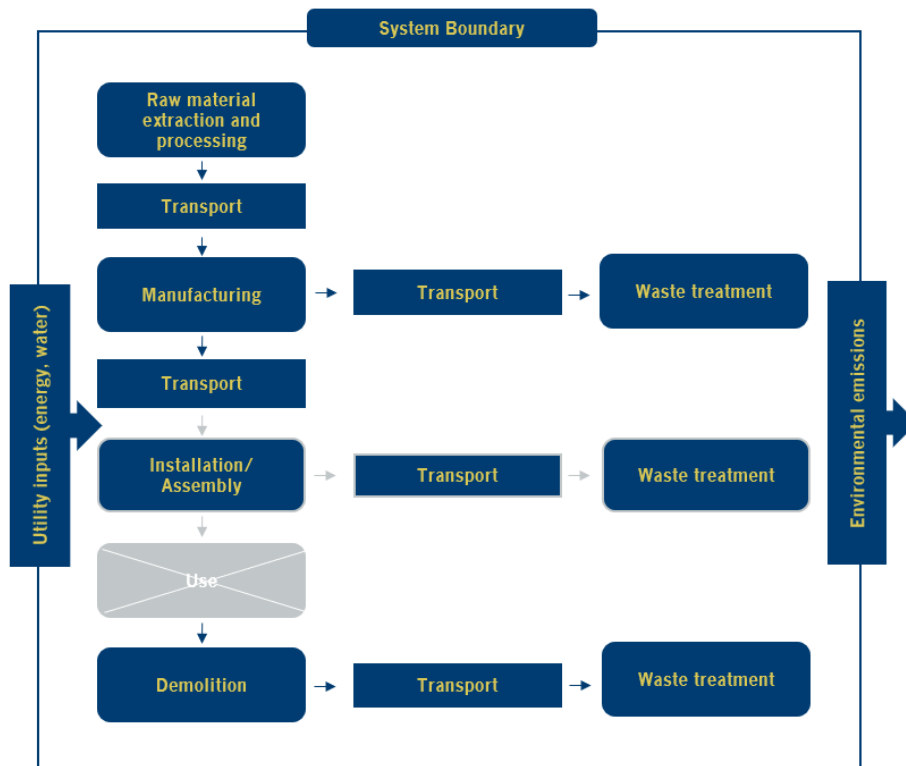 System Boundary
Raw material
extraction and
processing
Transport
Manufacturing
Transport
Waste treatment
Transport
Installation/
Assembly
Transport
Waste treatment
Use
Demolition
Transport
Waste treatment
Utility inputs (energy, water)
Environmental emissions